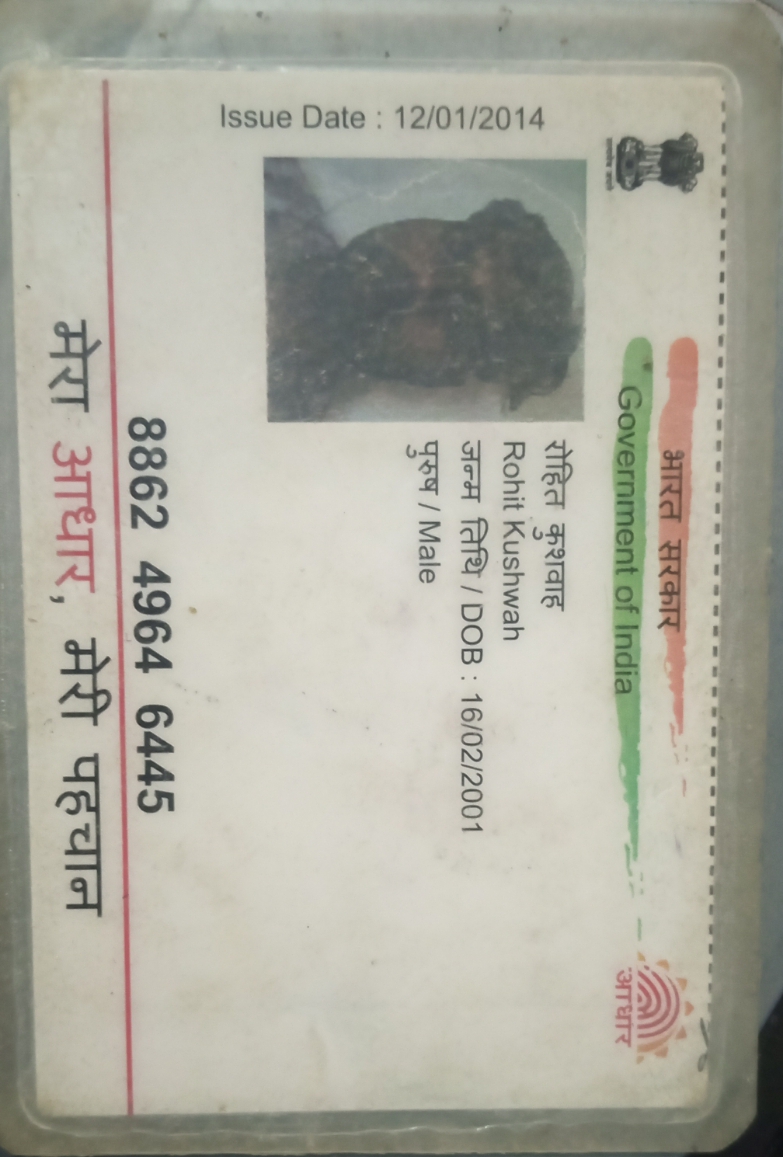 भारत सरकार
Government of India
आधार
Issue Date : 12/01/2014
रोहित कुशवाह
Rohit Kushwah
जन्म तिथि / DOB : 16/02/2001
पुरुष / Male
8862 4964 6445
मेरा आधार, मेरी पहचान